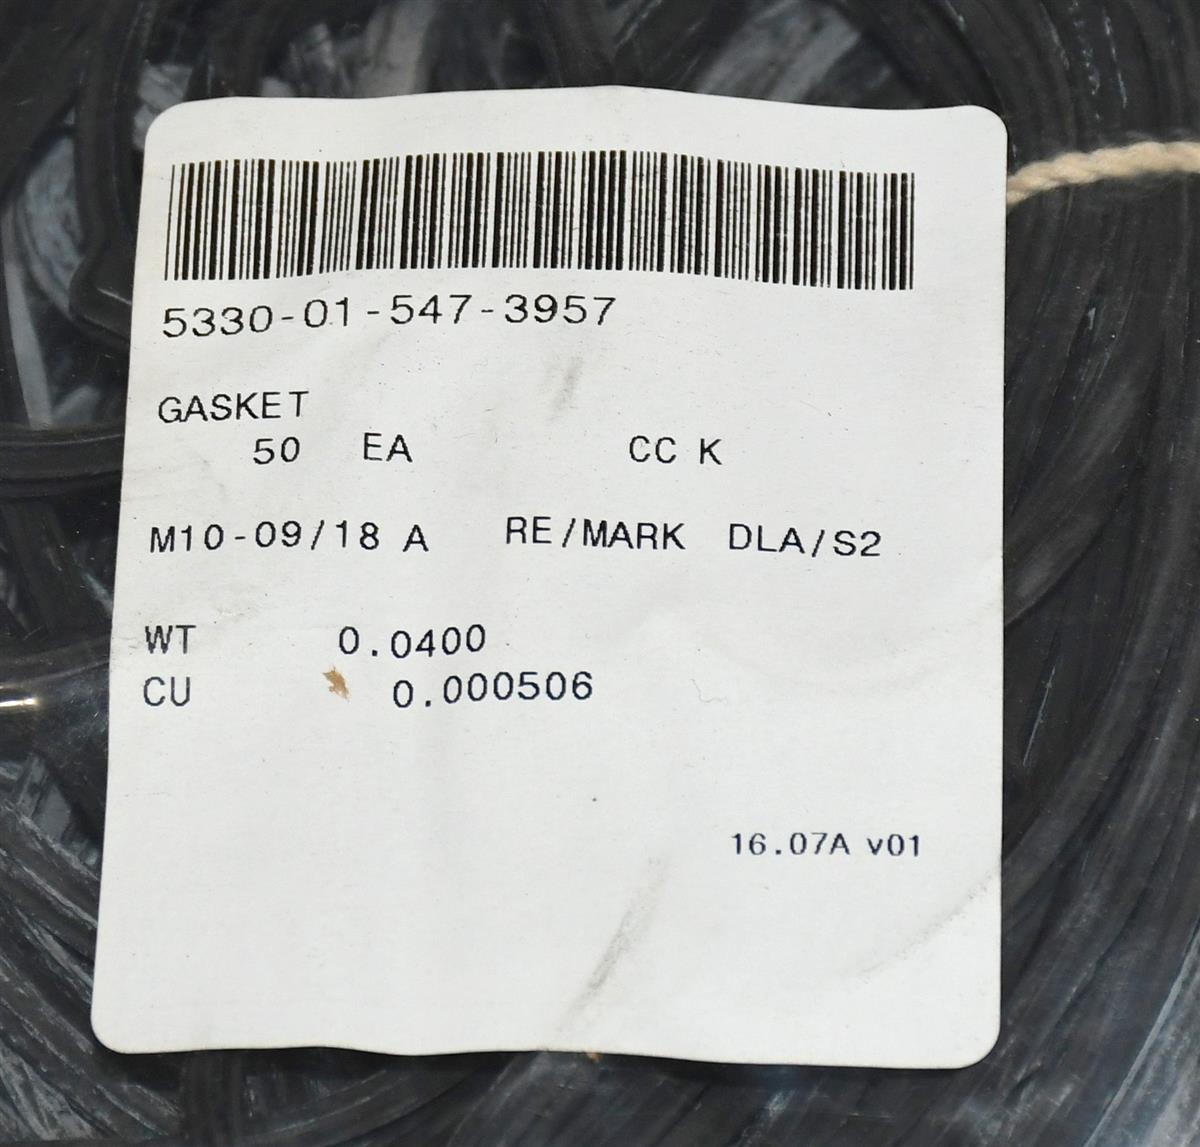 5330-01-547-3957
GASKET
50 EA CC K
M10-09/18 A RE/MARK DLA/S2
WT 0.0400
CU 0.000506
16.07A v01